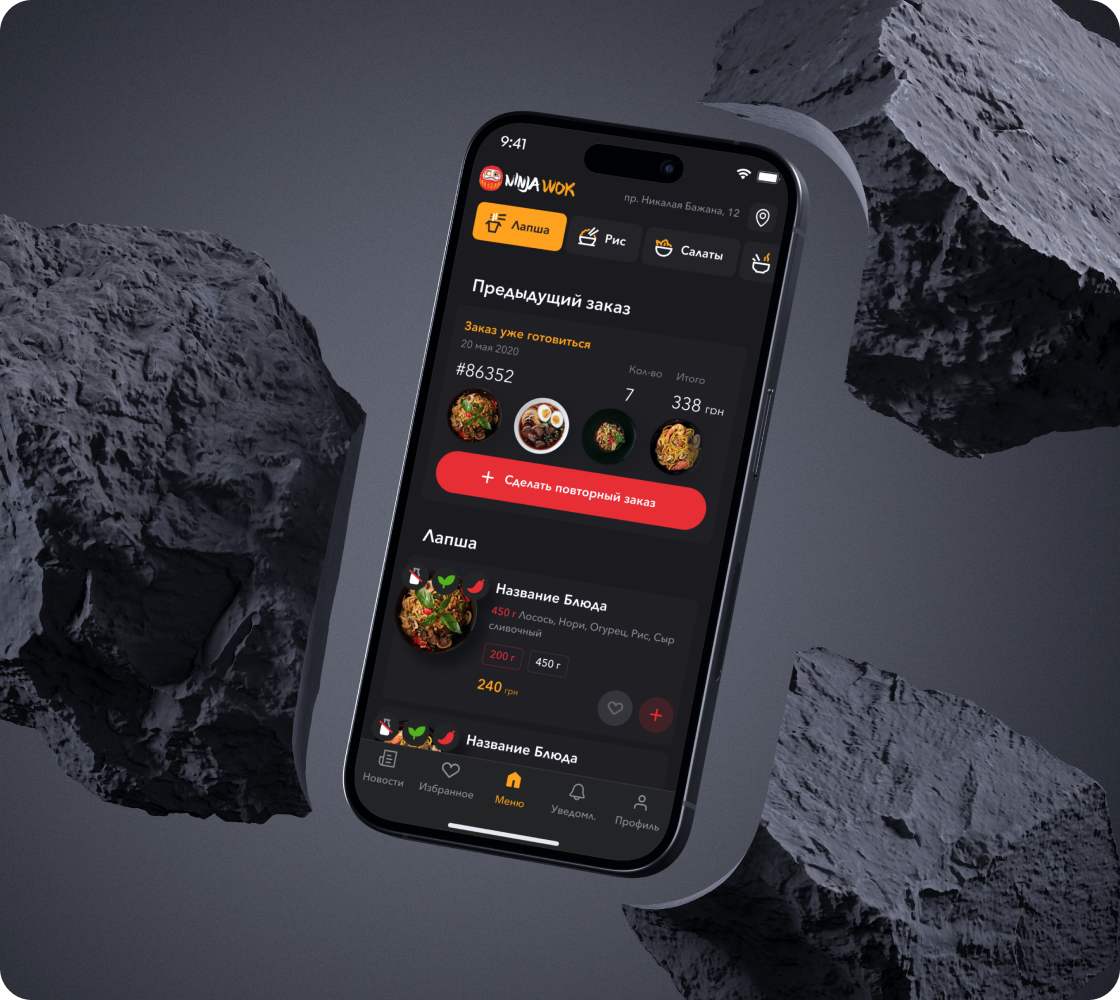 9:41
NINJA WOK
пр. Никалая Бажана, 12
Лапша
Рис
Салаты
Предыдущий заказ
Заказ уже готовиться
20 мая 2020
Кол-во
Итого
#86352
7
338 грн
Сделать повторный заказ
Лапша
Название Блюда
450 г Лосось, Нори, Огурец, Рис, Сыр
сливочный
200 г
450 г
240 грн
Название Блюда
Новости
Избранное
Меню
Уведомл.
Профиль